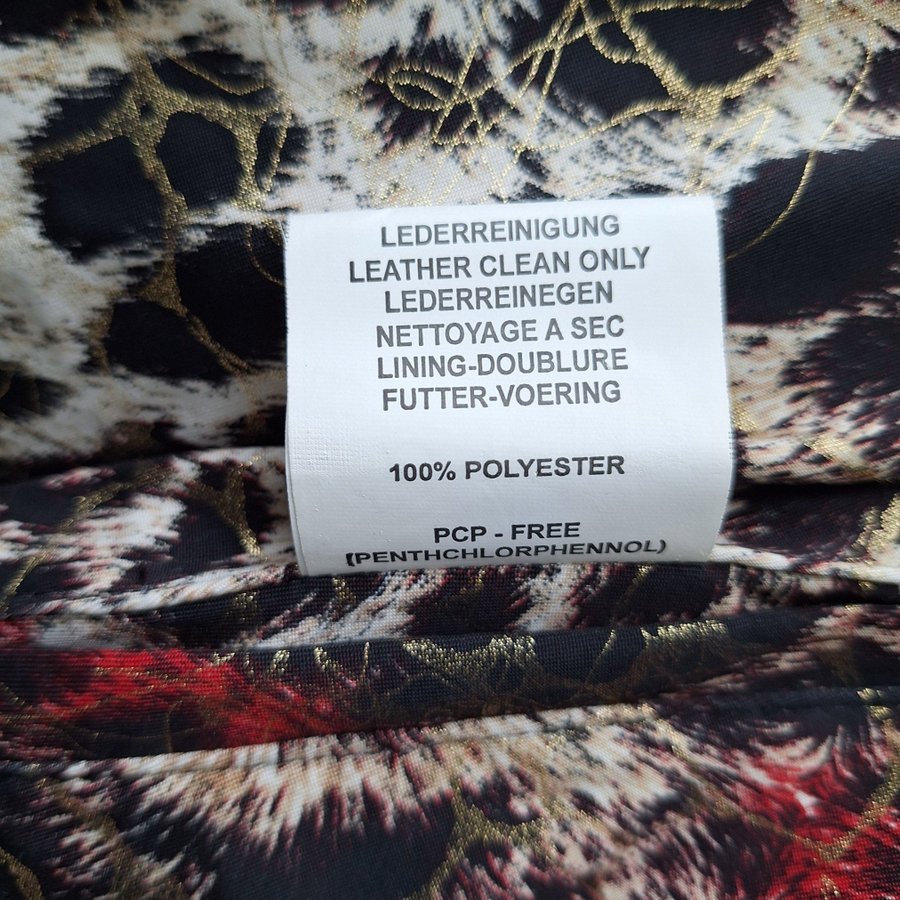 LEDERREINIGUNG
LEATHER CLEAN ONLY
LEDERREINEGEN
NETTOYAGE A SEC
LINING-DOUBLURE
FUTTER-VOERING
100% POLYESTER
PCP - FREE
(PENTHCHLORPHENNOL)